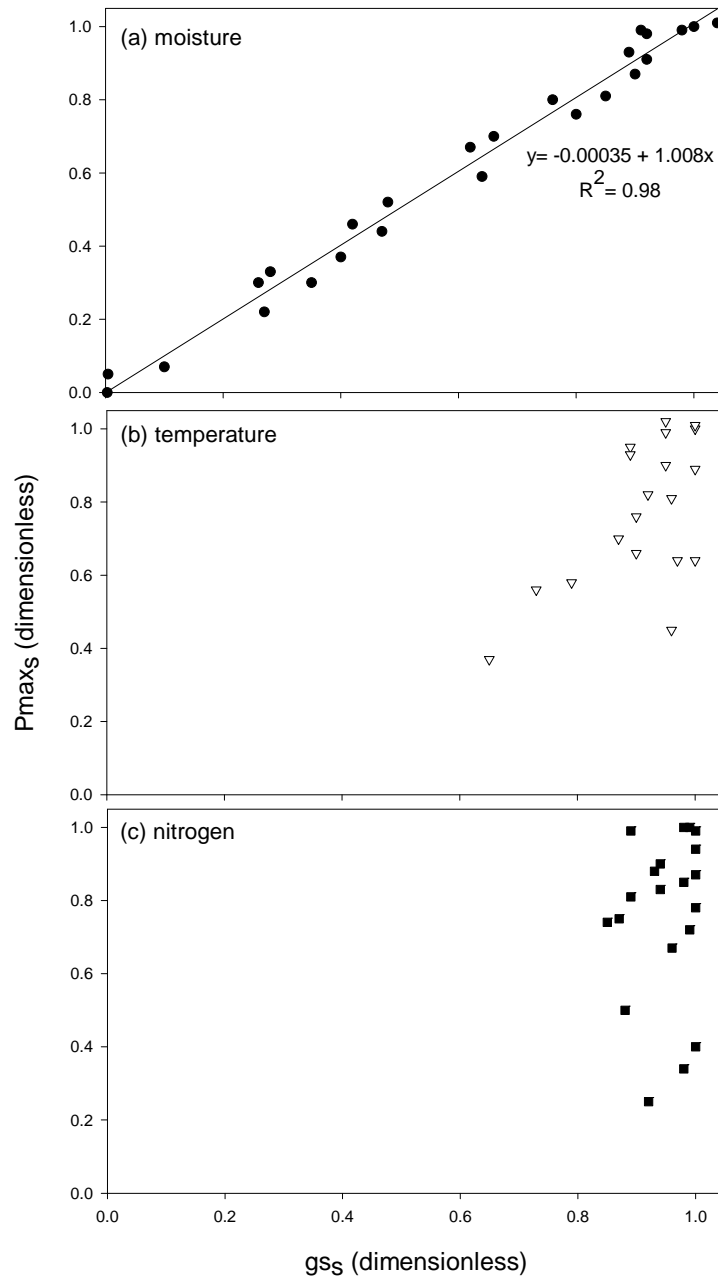 (a) moisture
1.0
0.8
0.6
0.4
0.2
0.0
y= -0.00035 + 1.008x
R2= 0.98
(b) temperature
1.0
0.8
0.6
0.4
0.2
0.0
Pmaxs (dimensionless)
(c) nitrogen
1.0
0.8
0.6
0.4
0.2
0.0
0.0 0.2 0.4 0.6 0.8 1.0
gss (dimensionless)